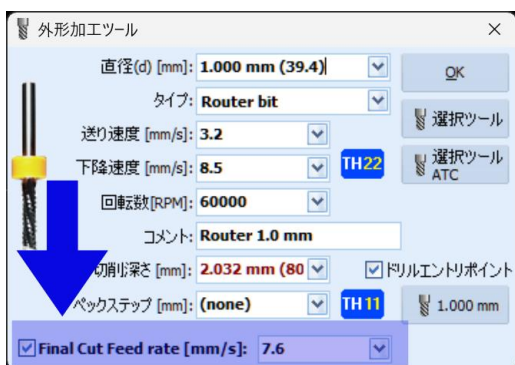 外形加工ツール
直径(d) [mm]: 1.000 mm (39.4) OK
タイプ: Router bit
選択ツール
送り速度 [mm/s]: 3.2
下降速度 [mm/s]: 8.5 TH22 選択ツール ATC
回転数[RPM]: 60000
コメント: Router 1.0 mm
切削深さ [mm]: 2.032 mm (80 ドリルエントリポイント
ペックステップ [mm]: (none) TH11 1.000 mm
Final Cut Feed rate [mm/s]: 7.6